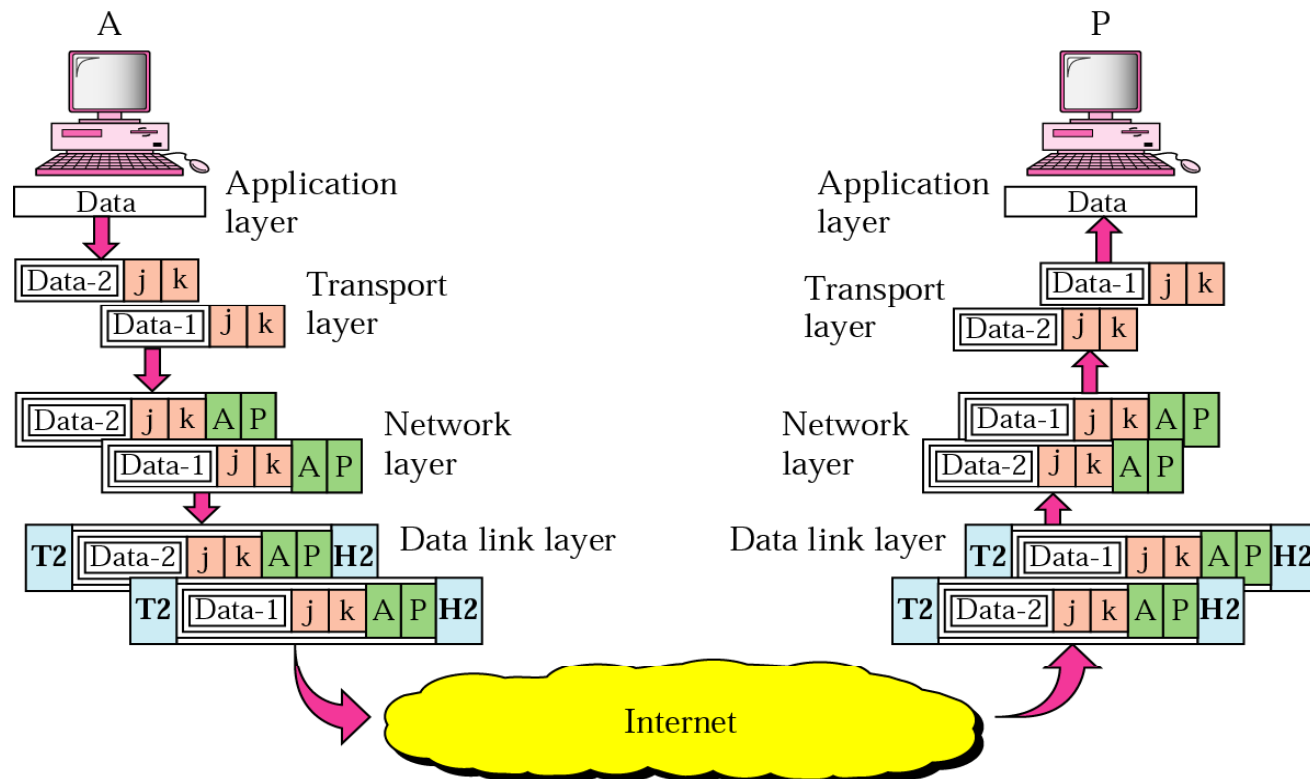 A
P
Data
Application
layer
Application
layer
Data
Data-2 j k
Transport
layer
Data-1 j k
Transport
layer
Data-1 j k
Data-2 j k
Data-2 j k A P
Network
layer
Data-1 j k A P
Network
layer
Data-1 j k A P
Data-2 j k A P
T2 Data-2 j k A P H2
Data link layer
T2 Data-1 j k A P H2
Data link layer
T2 Data-1 j k A P H2
T2 Data-2 j k A P H2
Internet